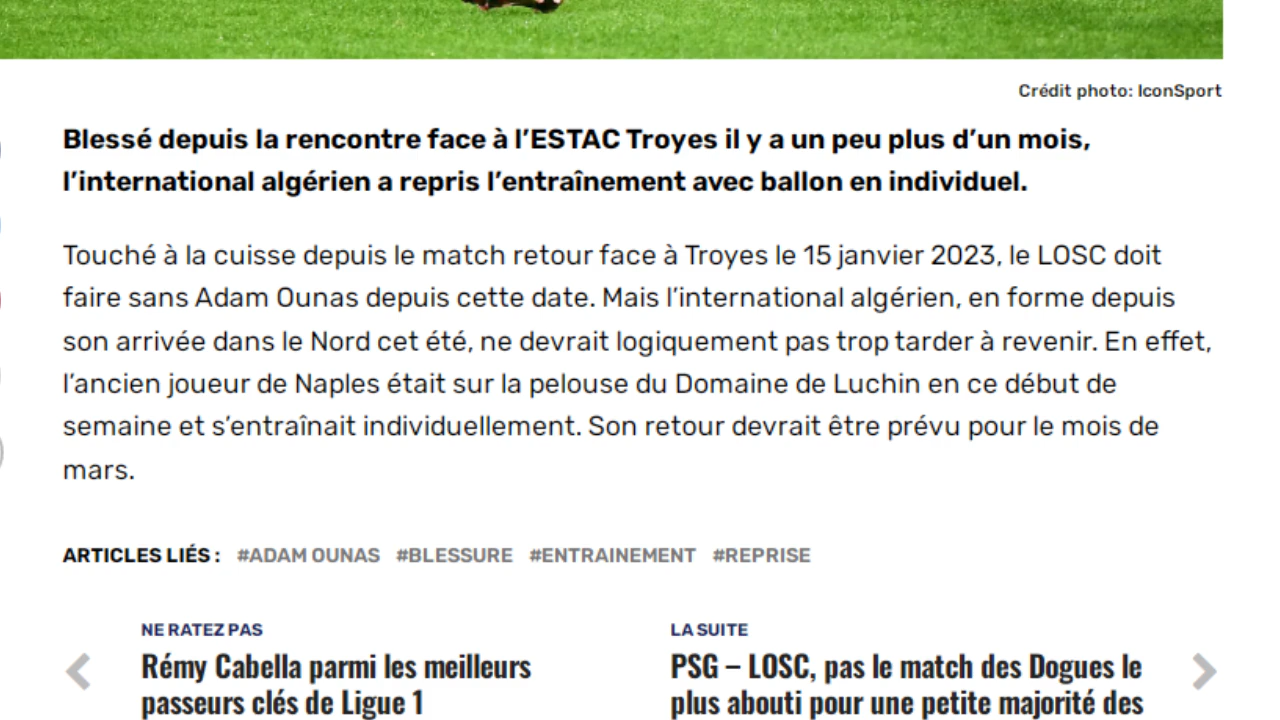 Crédit photo: IconSport
Blessé depuis la rencontre face à l’ESTAC Troyes il y a un peu plus d’un mois,
l’international algérien a repris l’entraînement avec ballon en individuel.
Touché à la cuisse depuis le match retour face à Troyes le 15 janvier 2023, le LOSC doit
faire sans Adam Ounas depuis cette date. Mais l’international algérien, en forme depuis
son arrivée dans le Nord cet été, ne devrait logiquement pas trop tarder à revenir. En effet,
l’ancien joueur de Naples était sur la pelouse du Domaine de Luchin en ce début de
semaine et s’entraînait individuellement. Son retour devrait être prévu pour le mois de
mars.
ARTICLES LIÉS : #ADAM OUNAS #BLESSURE #ENTRAINEMENT #REPRISE
NE RATEZ PAS
Rémy Cabella parmi les meilleurs
passeurs clés de Ligue 1
LA SUITE
PSG – LOSC, pas le match des Dogues le
plus abouti pour une petite majorité des